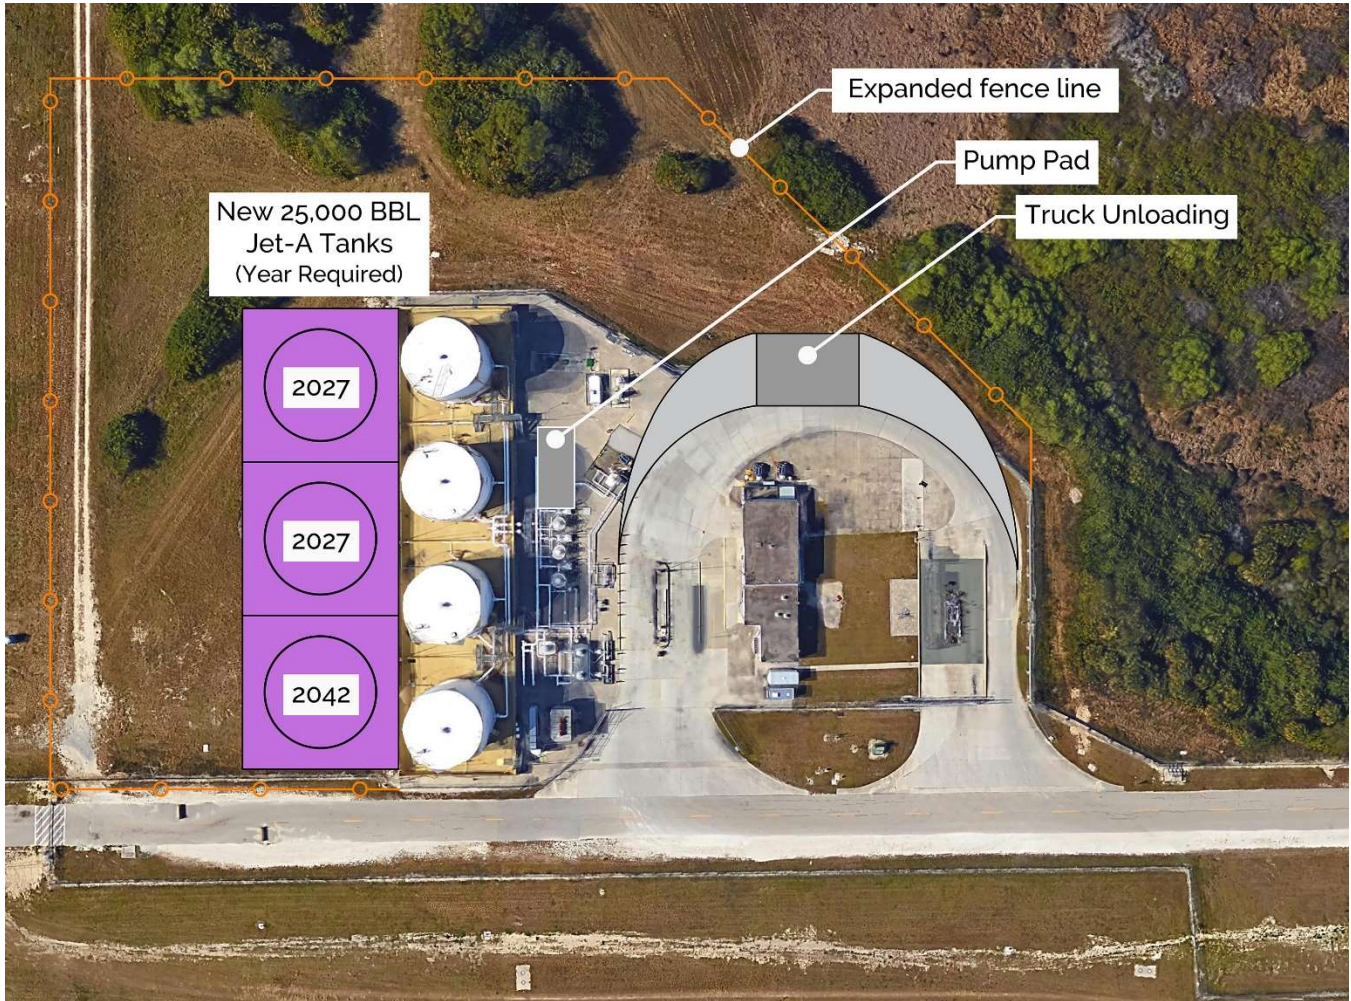 Expanded fence line
Pump Pad
Truck Unloading
New 25,000 BBL
Jet-A Tanks
(Year Required)
2027
2027
2042